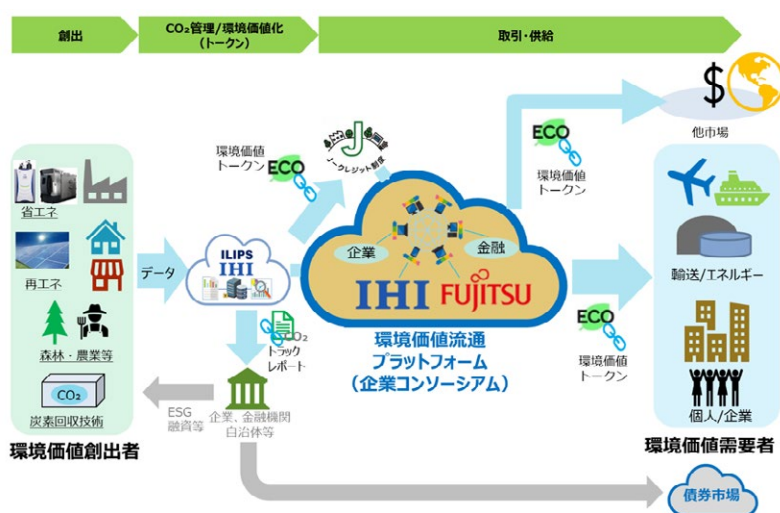 創出
CO₂管理/環境価値化
(トークン)
取引・供給
省エネ
再エネ
森林・農業等
CO₂
炭素回収技術
環境価値創出者
データ
ILIPS
IHI
環境価値
トークン
ECO
J-クレジット制度
企業
金融
IHI
FUJITSU
環境価値流通
プラットフォーム
(企業コンソーシアム)
CO₂
トラック
レポート
ESG
融資等
企業、金融機関
自治体等
ECO
環境価値
トークン
ECO
環境価値
トークン
$
他市場
輸送/エネルギー
個人/企業
環境価値需要者
債券市場